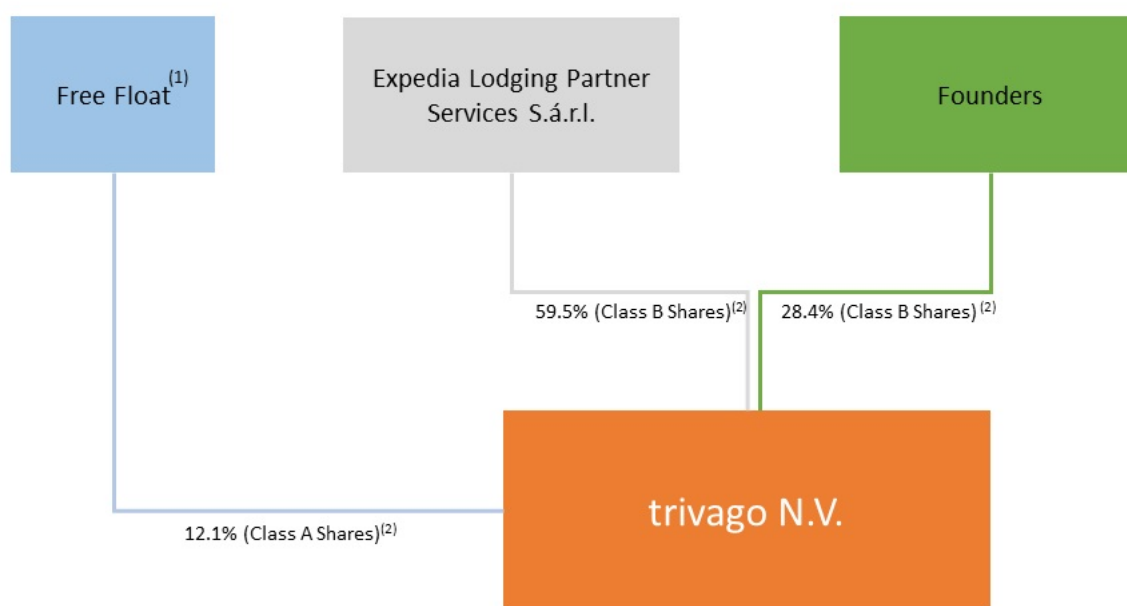 Free Float(1)
Expedia Lodging Partner
Services S.á.r.l.
Founders
59.5% (Class B Shares)(2)
28.4% (Class B Shares) (2)
12.1% (Class A Shares)(2)
trivago N.V.